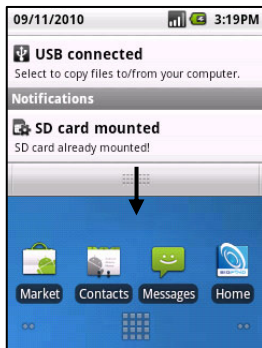 09/11/2010 3:19PM
USB connected
Select to copy files to/from your computer.
Notifications
SD card mounted
SD card already mounted!
Market Contacts Messages Home